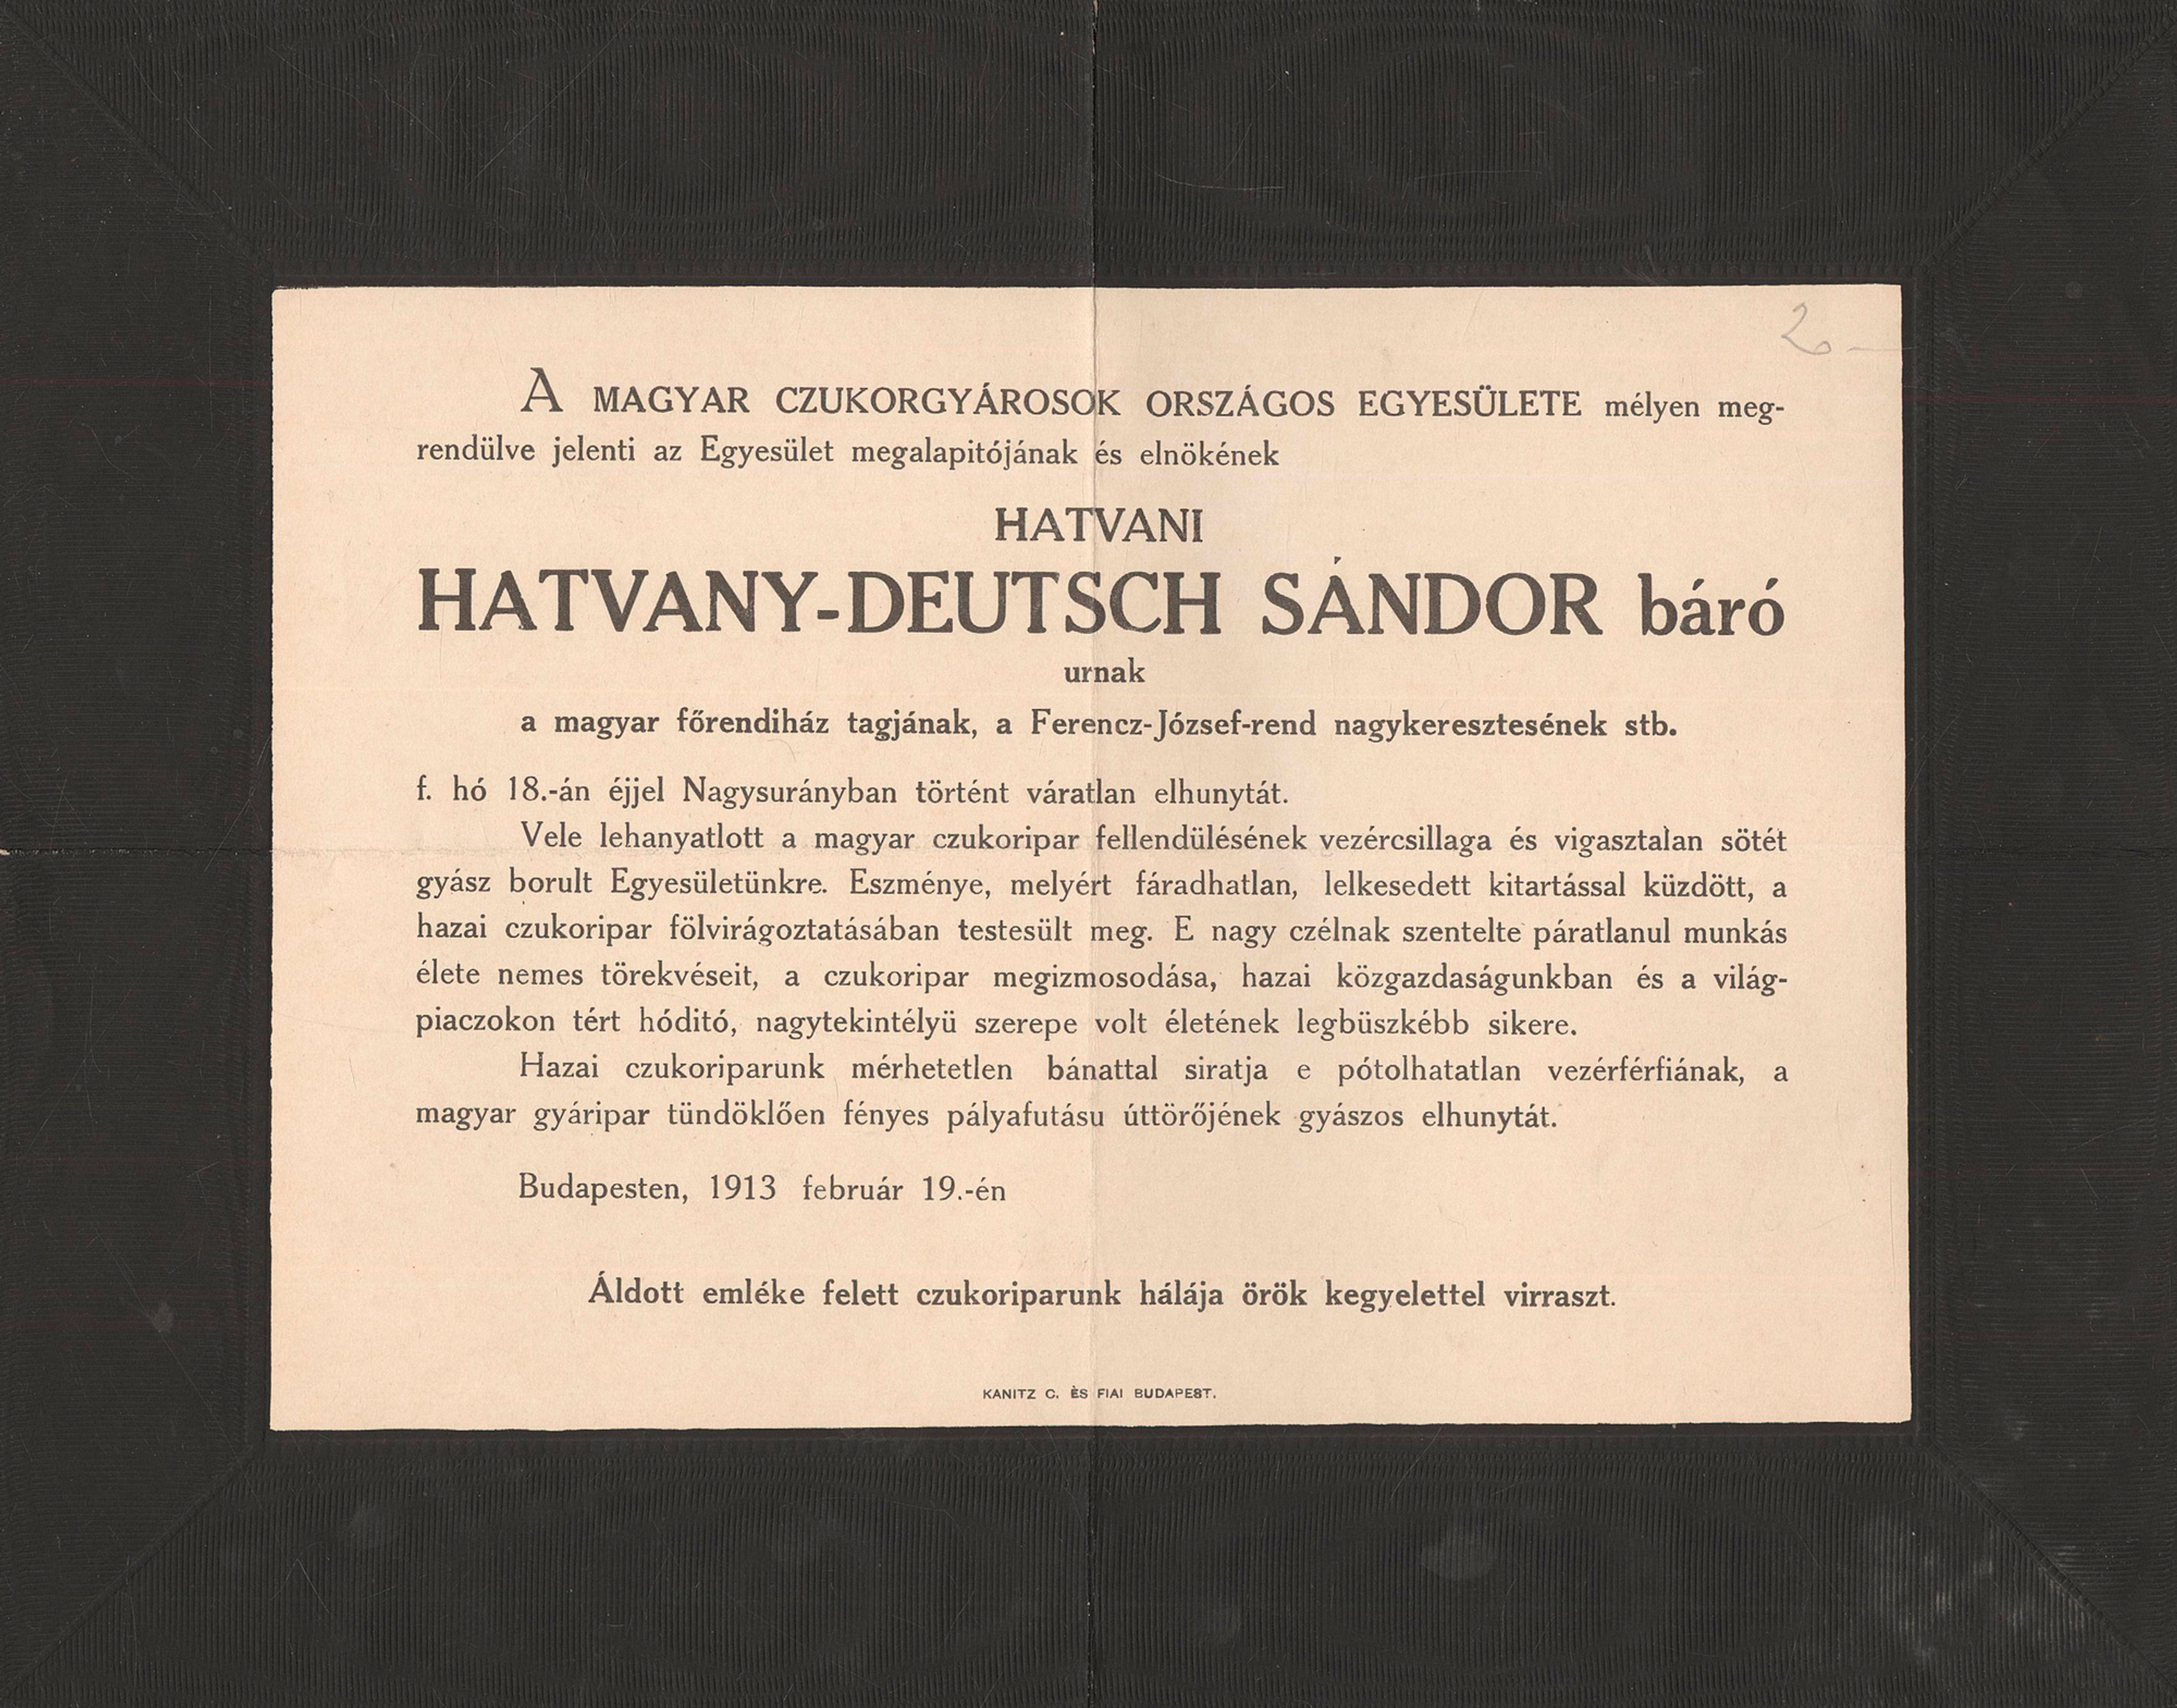 2
A MAGYAR CZUKORGYÁROSOK ORSZÁGOS EGYESÜLETE mélyen meg-
rendülve jelenti az Egyesület megalapitójának és elnökének
HATVANI
HATVANY-DEUTSCH SÁNDOR báró
urnak
a magyar főrendiház tagjának, a Ferencz-József-rend nagykeresztesének stb.
f. hó 18.-án éjjel Nagysurányban történt váratlan elhunytát.
Vele lehanyatlott a magyar czukoripar fellendülésének vezércsillaga és vigasztalan sötét
gyász borult Egyesületünkre. Eszménye, melyért fáradhatlan, lelkesedett kitartással küzdött, a
hazai czukoripar fölvirágoztatásában testesült meg. E nagy czélnak szentelte páratlanul munkás
élete nemes törekvéseit, a czukoripar megizmosodása, hazai közgazdaságunkban és a világ-
piaczokon tért hóditó, nagytekintélyü szerepe volt életének legbüszkébb sikere.
Hazai czukoriparunk mérhetetlen bánattal siratja e pótolhatatlan vezérférfiának, a
magyar gyáripar tündöklően fényes pályafutásu úttörőjének gyászos elhunytát.
Budapesten, 1913 február 19.-én
Áldott emléke felett czukoriparunk hálája örök kegyelettel virraszt.
KANITZ C. ÈS FIAI BUDAPEST.